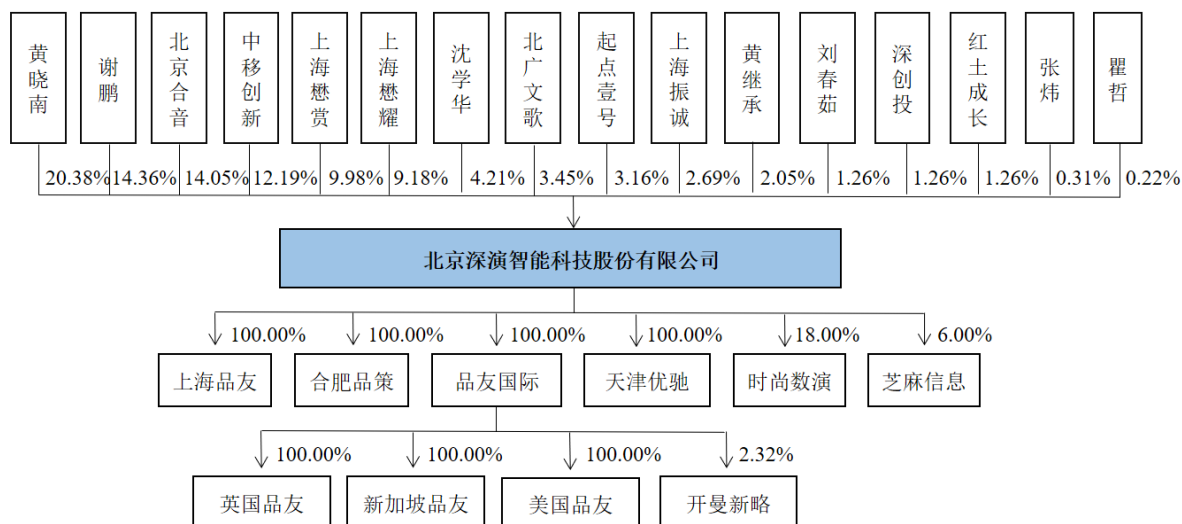 黄晓南
谢鹏
北京合音
中移创新
上海懋赏
上海懋耀
沈学华
北广文歌
起点壹号
上海振诚
黄继承
刘春茹
深创投
红土成长
张炜
瞿哲
20.38% 14.36% 14.05% 12.19% 9.98% 9.18% 4.21% 3.45% 3.16% 2.69% 2.05% 1.26% 1.26% 1.26% 0.31% 0.22%
北京深演智能科技股份有限公司
100.00% 100.00% 100.00% 100.00% 18.00% 6.00%
上海品友 合肥品策 品友国际 天津优驰 时尚数演 芝麻信息
100.00% 100.00% 100.00% 2.32%
英国品友 新加坡品友 美国品友 开曼新略